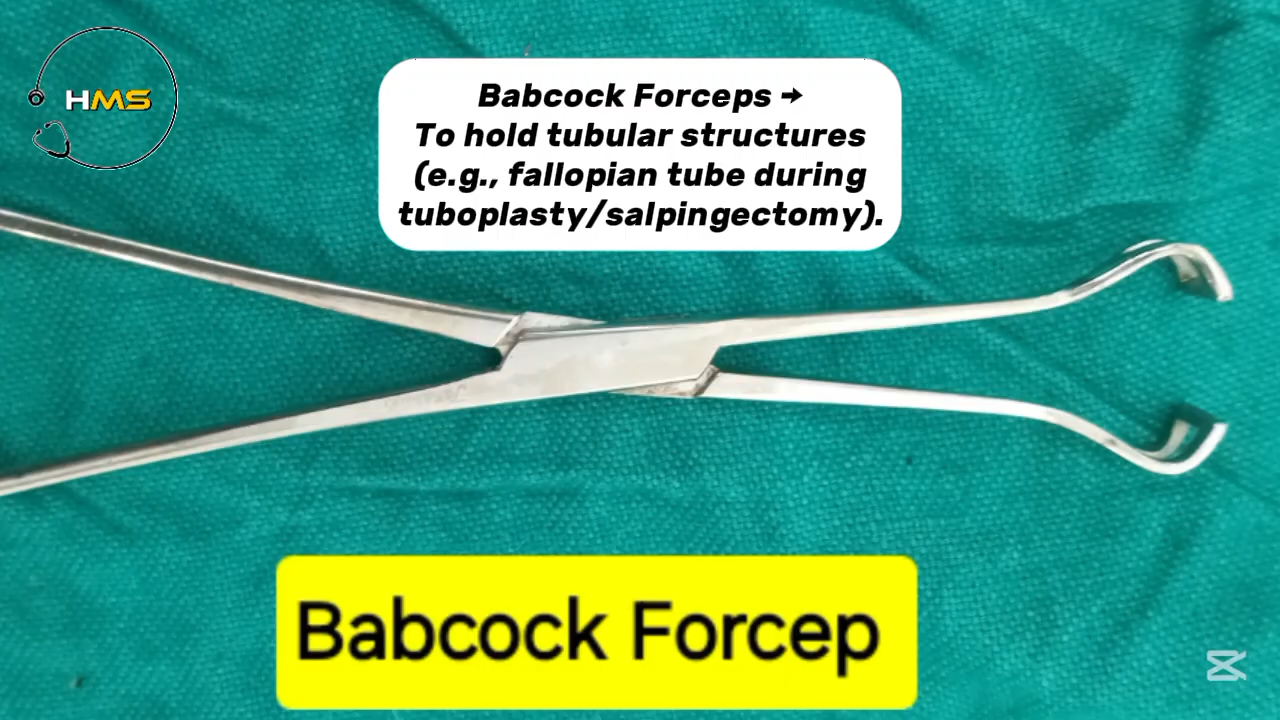 HMS
Babcock Forceps →
To hold tubular structures
(e.g., fallopian tube during
tuboplasty/salpingectomy).
Babcock Forcep